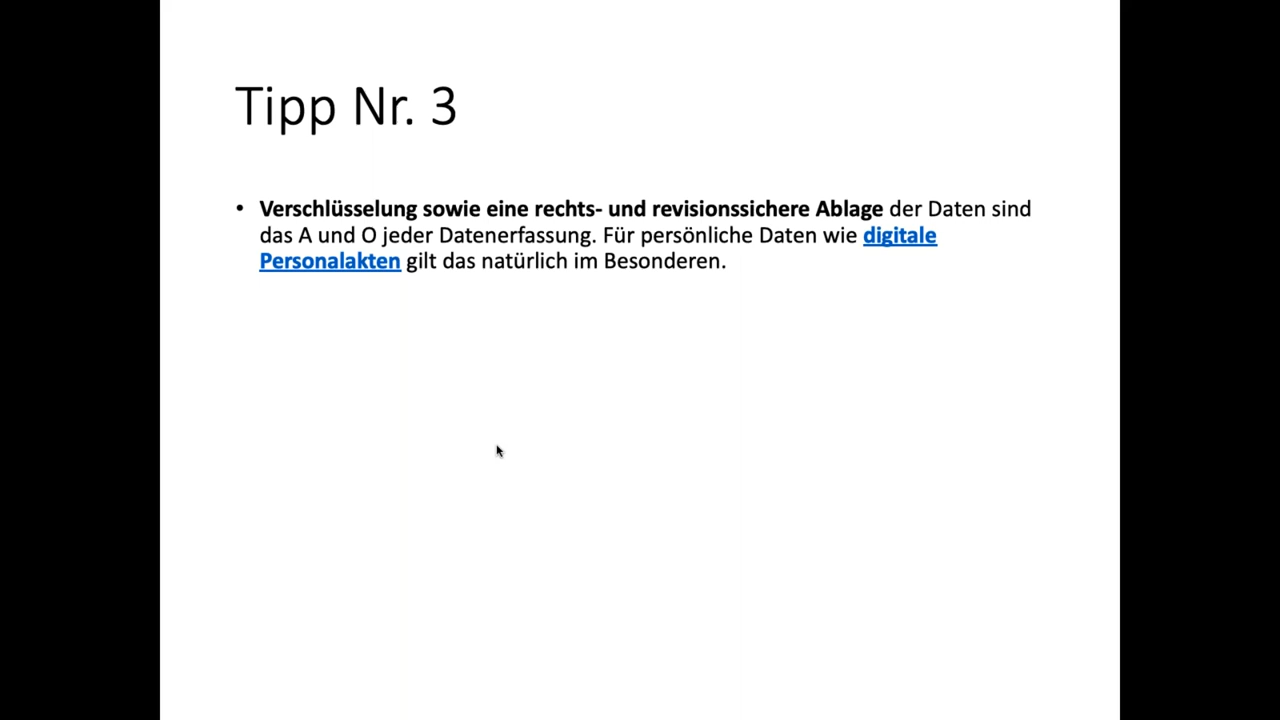 Tipp Nr. 3
• Verschlüsselung sowie eine rechts- und revisionssichere Ablage der Daten sind
das A und O jeder Datenerfassung. Für persönliche Daten wie digitale
Personalakten gilt das natürlich im Besonderen.